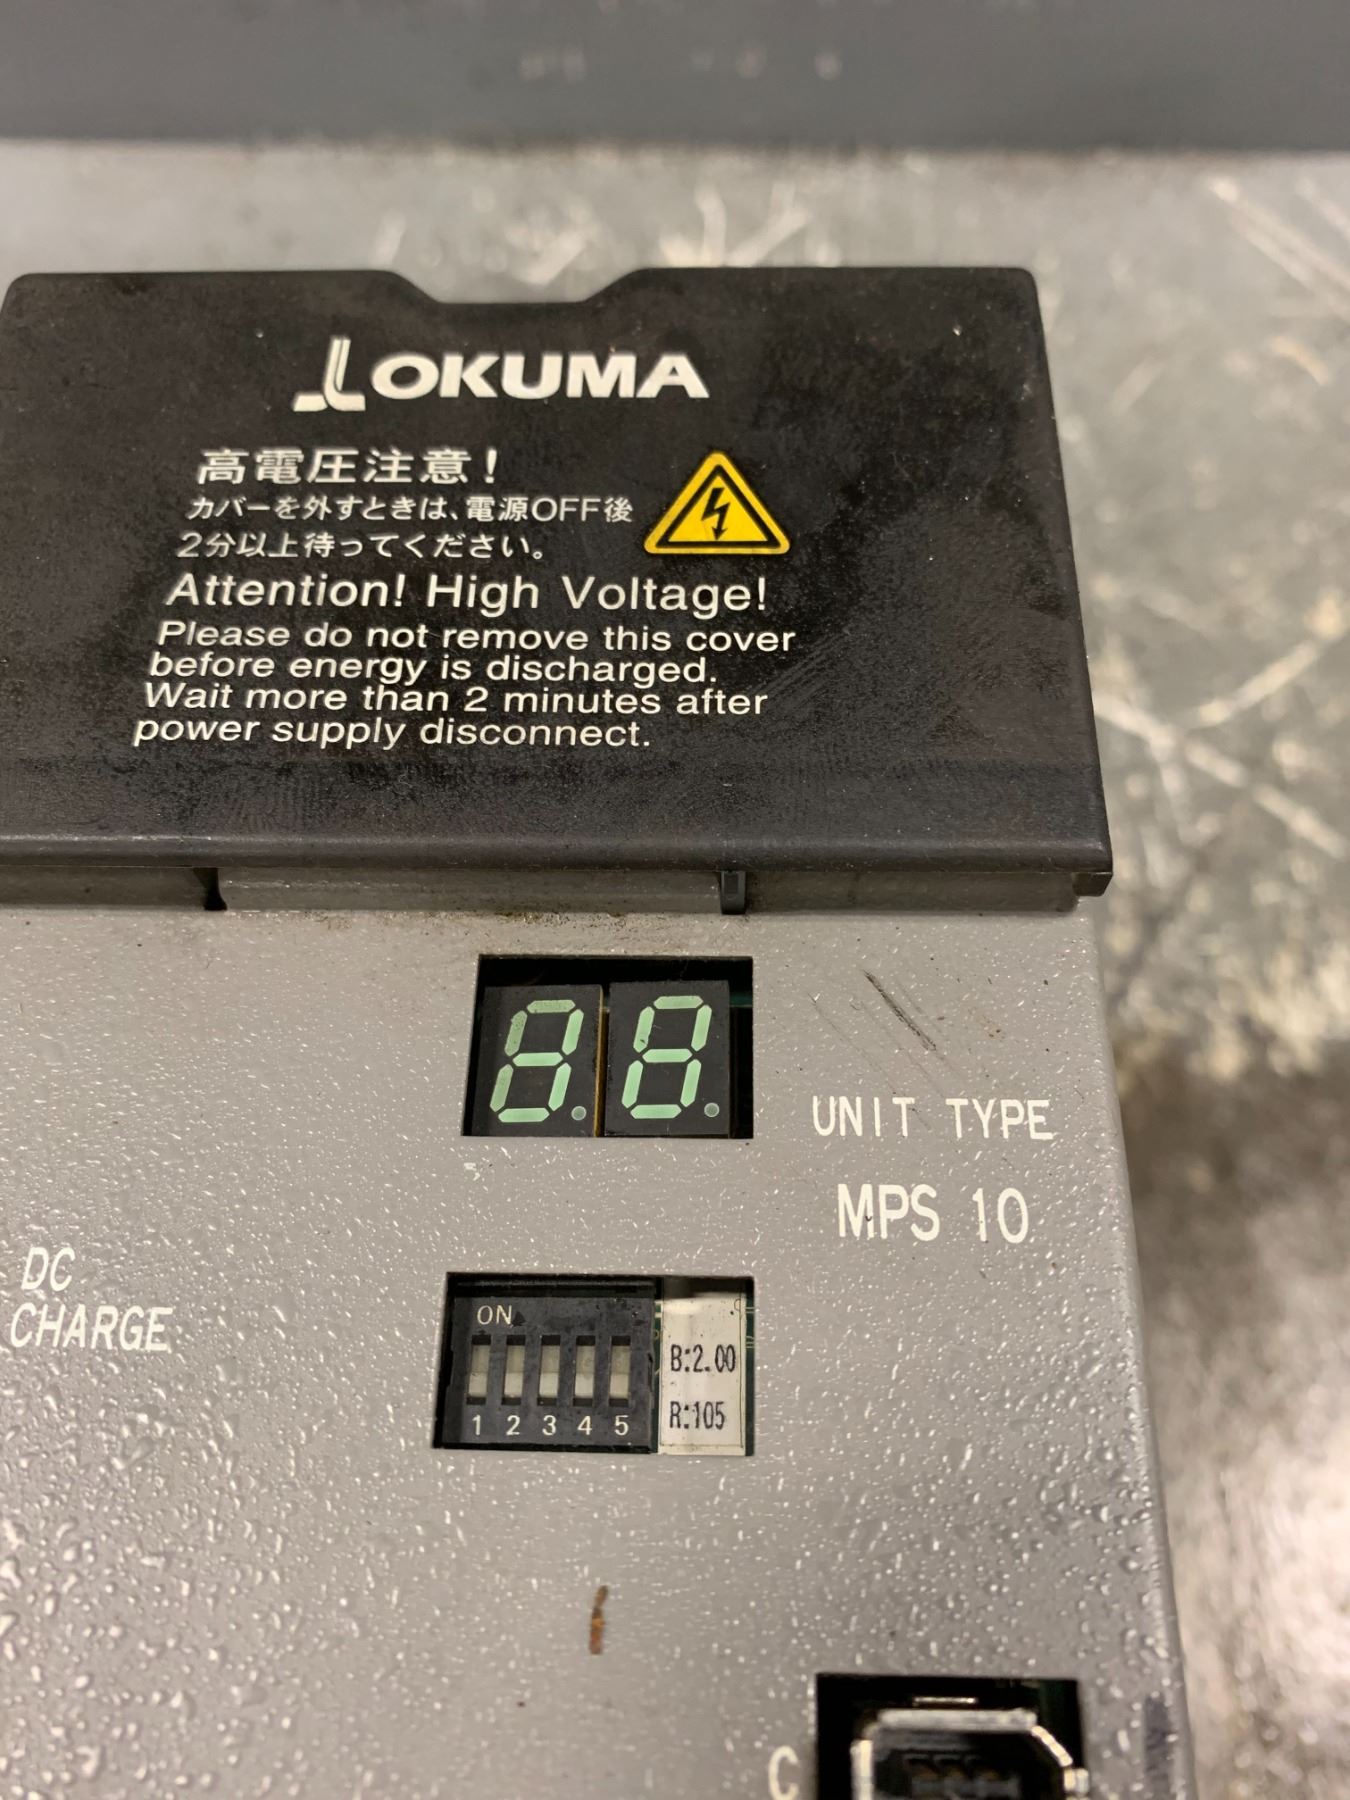 OKUMA
高電圧注意!
カバーを外すときは、電源OFF後
2分以上待ってください。
Attention! High Voltage!
Please do not remove this cover
before energy is discharged.
Wait more than 2 minutes after
power supply disconnect.
88
UNIT TYPE
MPS 10
DC
CHARGE
ON
1 2 3 4 5
B:2.00
R:105
C